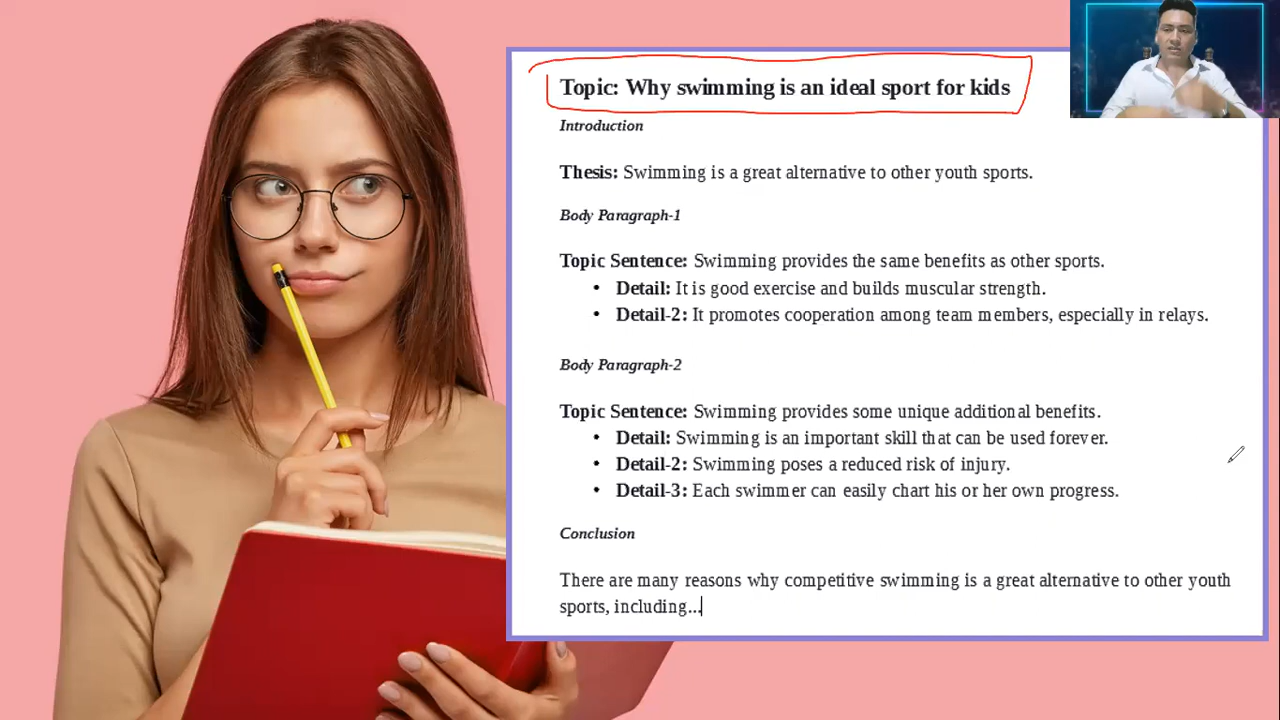 Topic: Why swimming is an ideal sport for kids
Introduction
Thesis: Swimming is a great alternative to other youth sports.
Body Paragraph-1
Topic Sentence: Swimming provides the same benefits as other sports.
• Detail: It is good exercise and builds muscular strength.
• Detail-2: It promotes cooperation among team members, especially in relays.
Body Paragraph-2
Topic Sentence: Swimming provides some unique additional benefits.
• Detail: Swimming is an important skill that can be used forever.
• Detail-2: Swimming poses a reduced risk of injury.
• Detail-3: Each swimmer can easily chart his or her own progress.
Conclusion
There are many reasons why competitive swimming is a great alternative to other youth
sports, including...